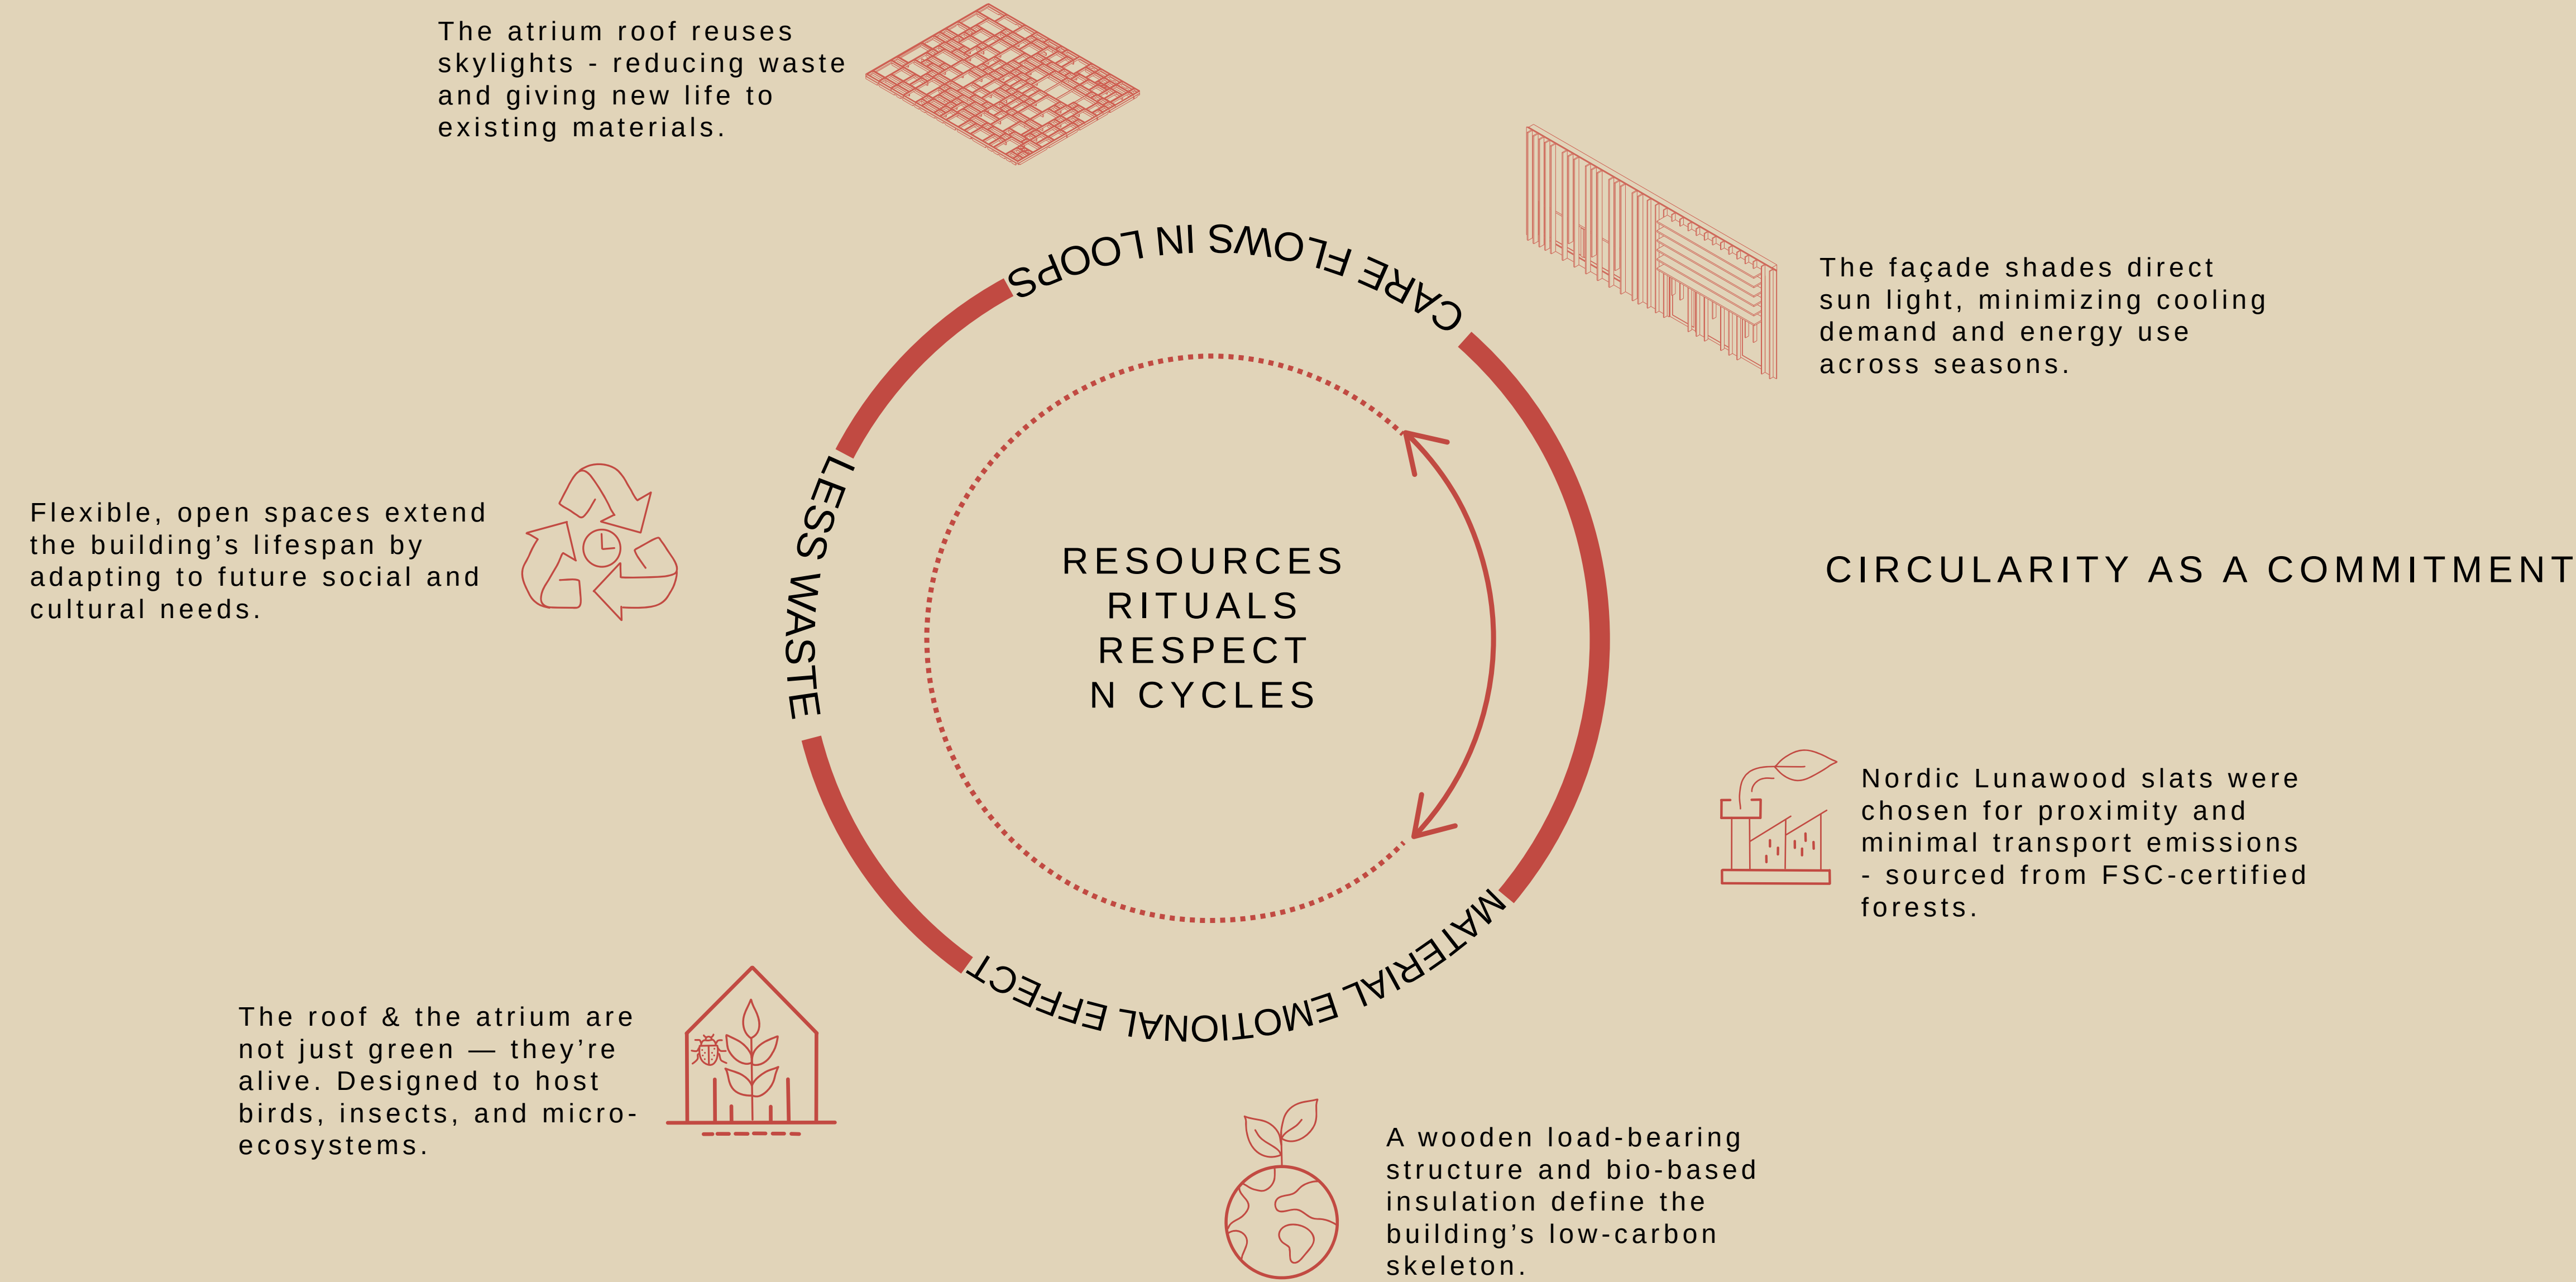 The atrium roof reuses
skylights - reducing waste
and giving new life to
existing materials.
The façade shades direct
sun light, minimizing cooling
demand and energy use
across seasons.
CARE FLOWS IN LOOPS
LESS WASTE
MATERIAL EMOTIONAL EFFECT
Flexible, open spaces extend
the building’s lifespan by
adapting to future social and
cultural needs.
RESOURCES
RITUALS
RESPECT
N CYCLES
CIRCULARITY AS A COMMITMENT
Nordic Lunawood slats were
chosen for proximity and
minimal transport emissions
- sourced from FSC-certified
forests.
The roof & the atrium are
not just green — they’re
alive. Designed to host
birds, insects, and micro-
ecosystems.
A wooden load-bearing
structure and bio-based
insulation define the
building’s low-carbon
skeleton.